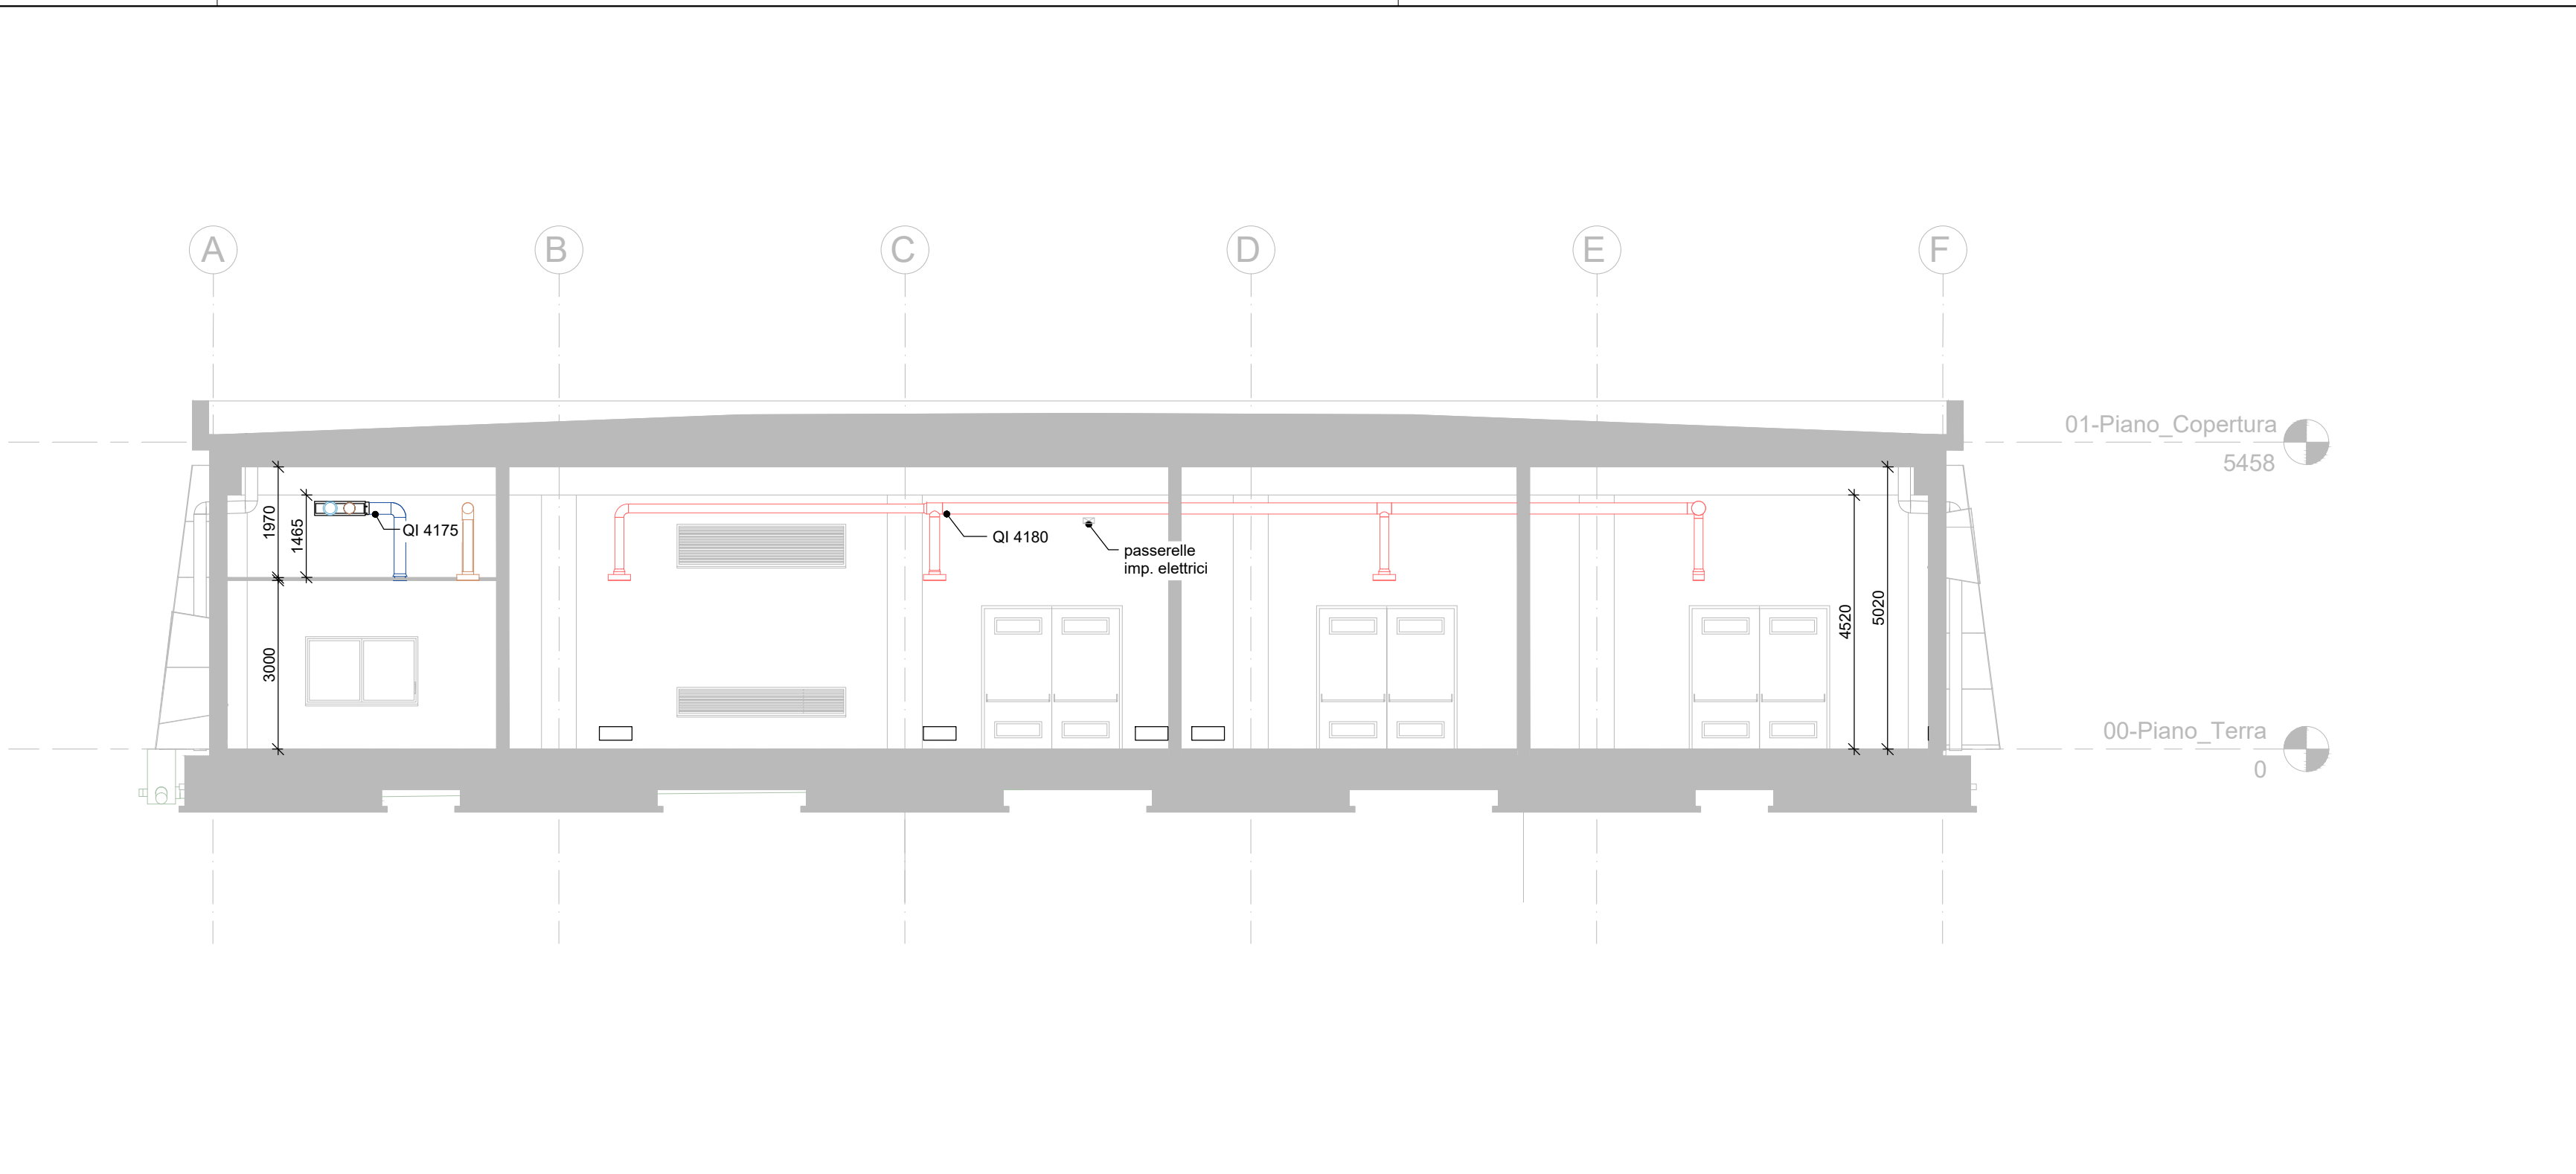 A
B
C
D
E
F
01-Piano_Copertura
5458
1970
1465
QI 4175
QI 4180
passerelle
imp. elettrici
3000
4520
5020
00-Piano_Terra
0